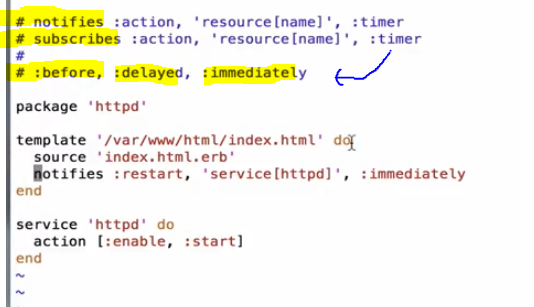 # notifies :action, 'resource[name]', :timer
# subscribes :action, 'resource[name]', :timer
#
# :before, :delayed, :immediately
package 'httpd'
template '/var/www/html/index.html' do
  source 'index.html.erb'
  notifies :restart, 'service[httpd]', :immediately
end
service 'httpd' do
  action [:enable, :start]
end
~
~